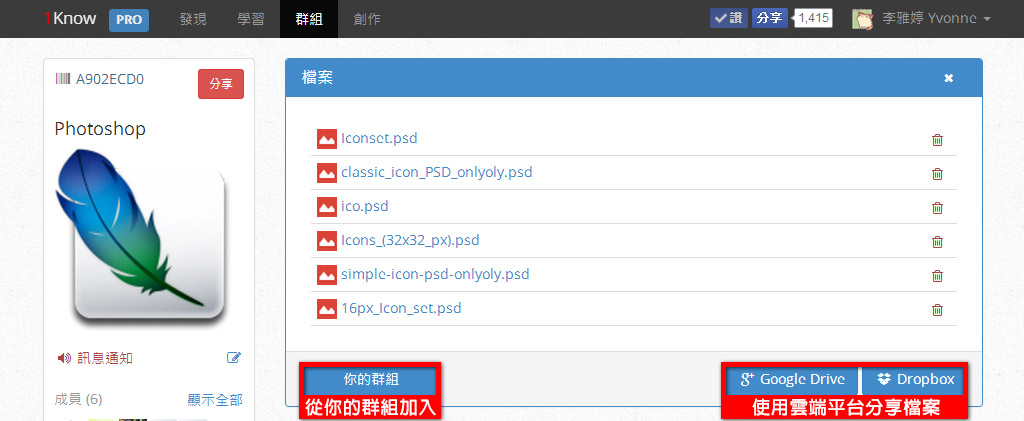 1Know PRO 發現 學習 群組 創作 讚 分享 1,415 李雅婷 Yvonne
A902ECD0 分享
Photoshop
訊息通知
成員 (6) 顯示全部
檔案
Iconset.psd
classic_icon_PSD_onlyoly.psd
ico.psd
Icons_(32x32_px).psd
simple-icon-psd-onlyoly.psd
16px_Icon_set.psd
你的群組 Google Drive Dropbox
從你的群組加入 使用雲端平台分享檔案